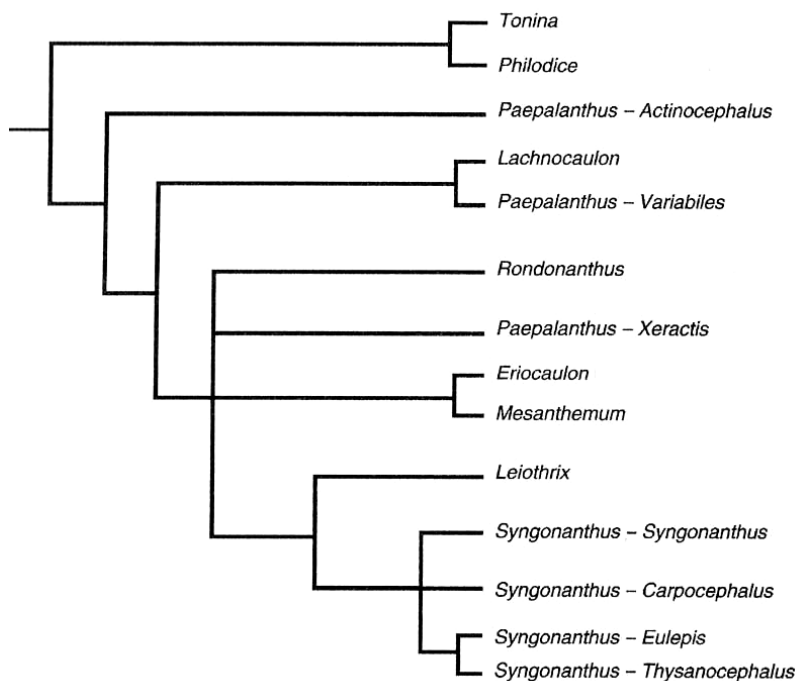 Tonina
Philodice
Paepalanthus – Actinocephalus
Lachnocaulon
Paepalanthus – Variabiles
Rondonanthus
Paepalanthus – Xeractis
Eriocaulon
Mesanthemum
Leiothrix
Syngonanthus – Syngonanthus
Syngonanthus – Carpocephalus
Syngonanthus – Eulepis
Syngonanthus – Thysanocephalus